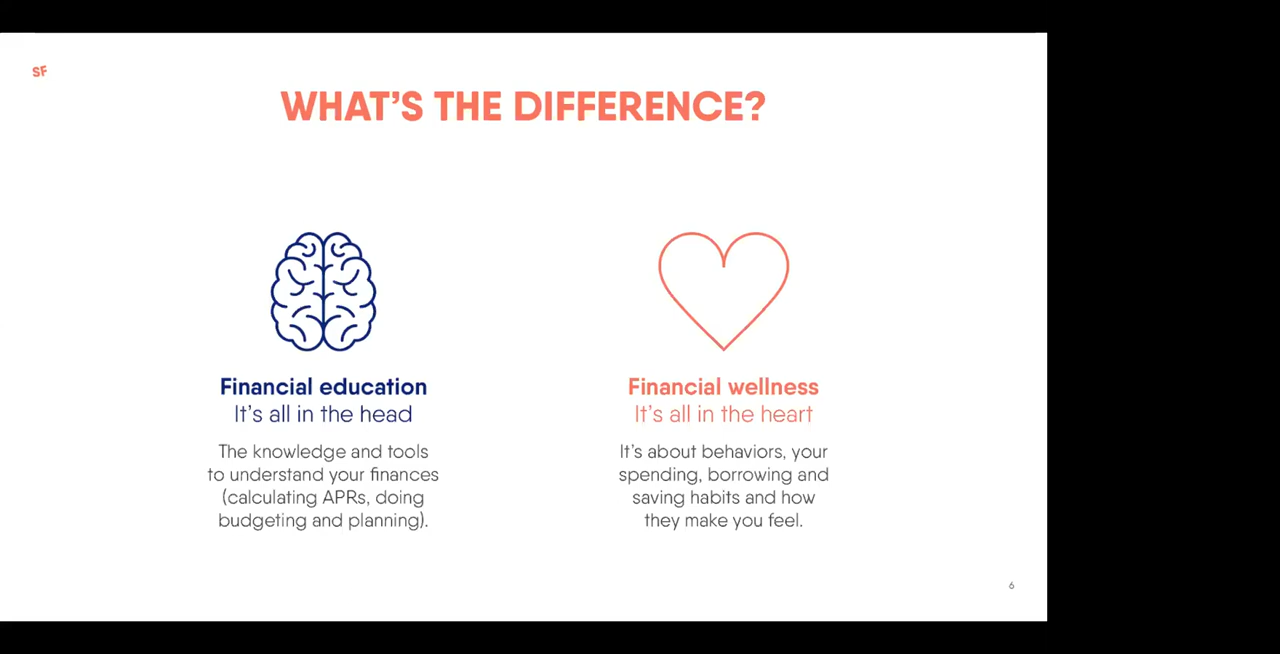 SF
WHAT'S THE DIFFERENCE?
Financial education
It's all in the head
The knowledge and tools
to understand your finances
(calculating APRs, doing
budgeting and planning).
Financial wellness
It's all in the heart
It's about behaviors, your
spending, borrowing and
saving habits and how
they make you feel.
6